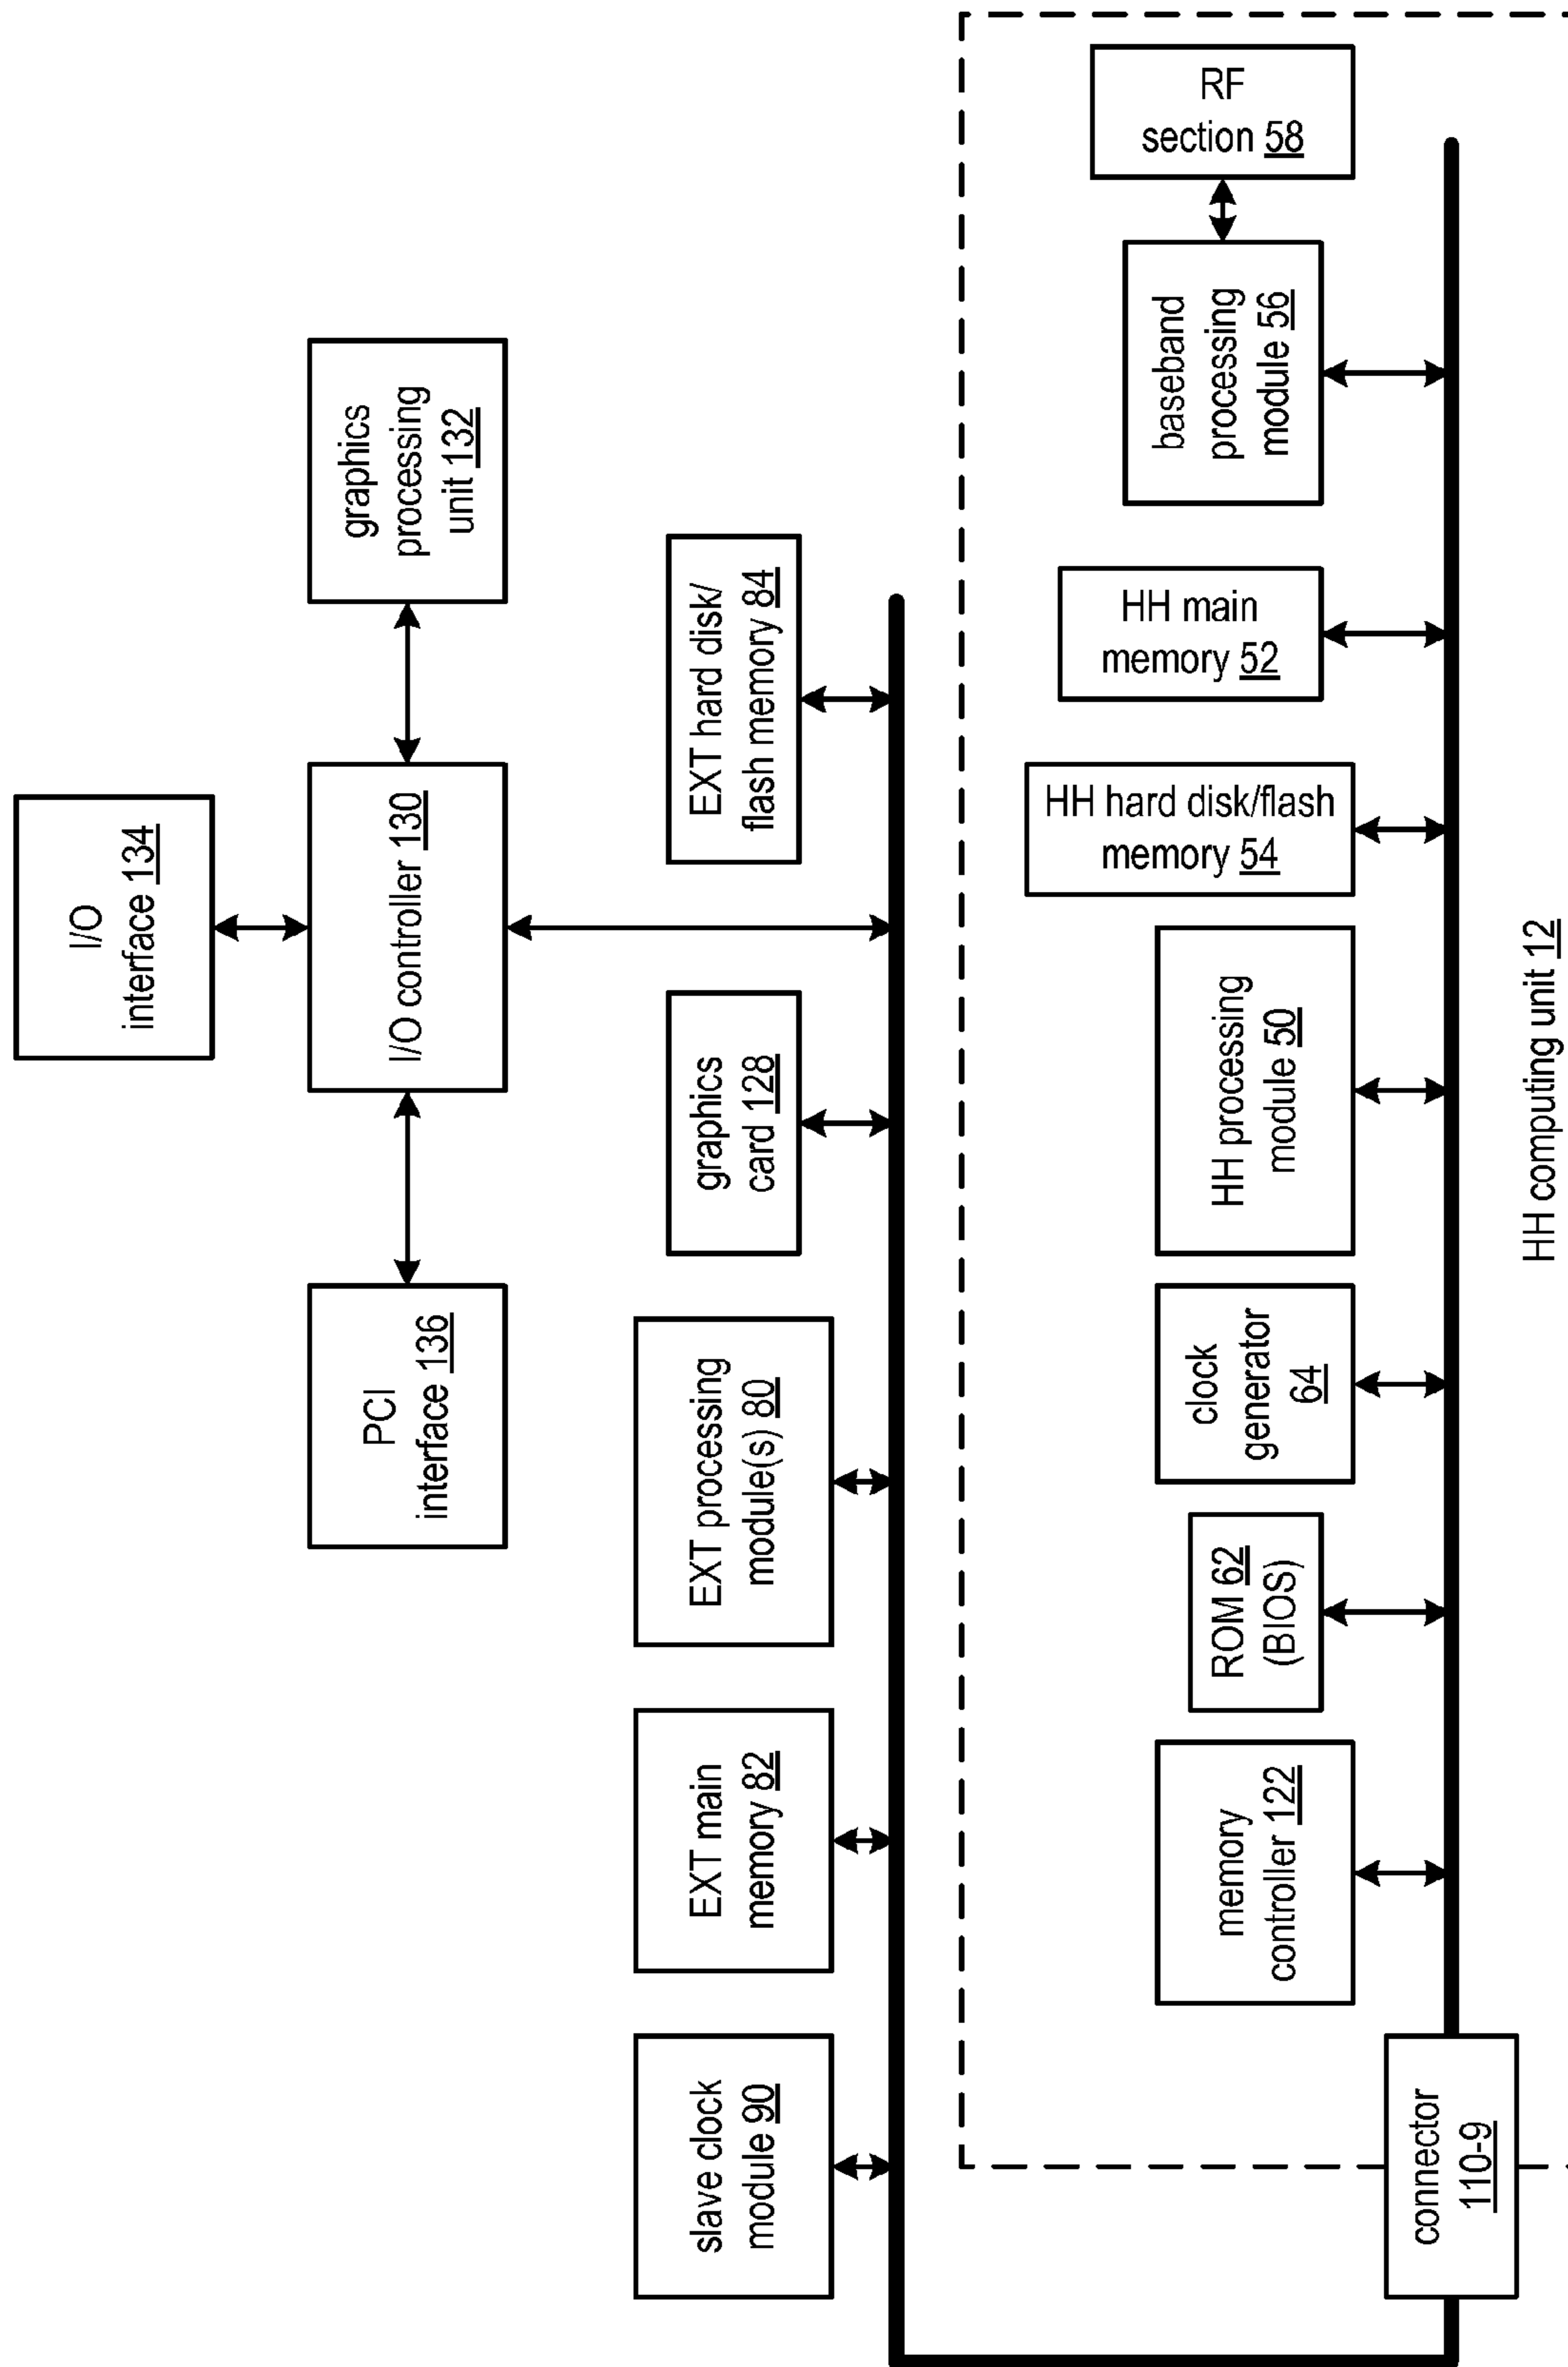 I/O
interface 134
PCI
interface 136
I/O controller 130
graphics
processing
unit 132
slave clock
module 90
EXT main
memory 82
EXT processing
module(s) 80
graphics
card 128
EXT hard disk/
flash memory 84
connector
110-9
memory
controller 122
ROM 62
(BIOS)
clock
generator
64
HH processing
module 50
HH hard disk/flash
memory 54
HH main
memory 52
baseband
processing
module 56
RF
section 58
HH computing unit 12